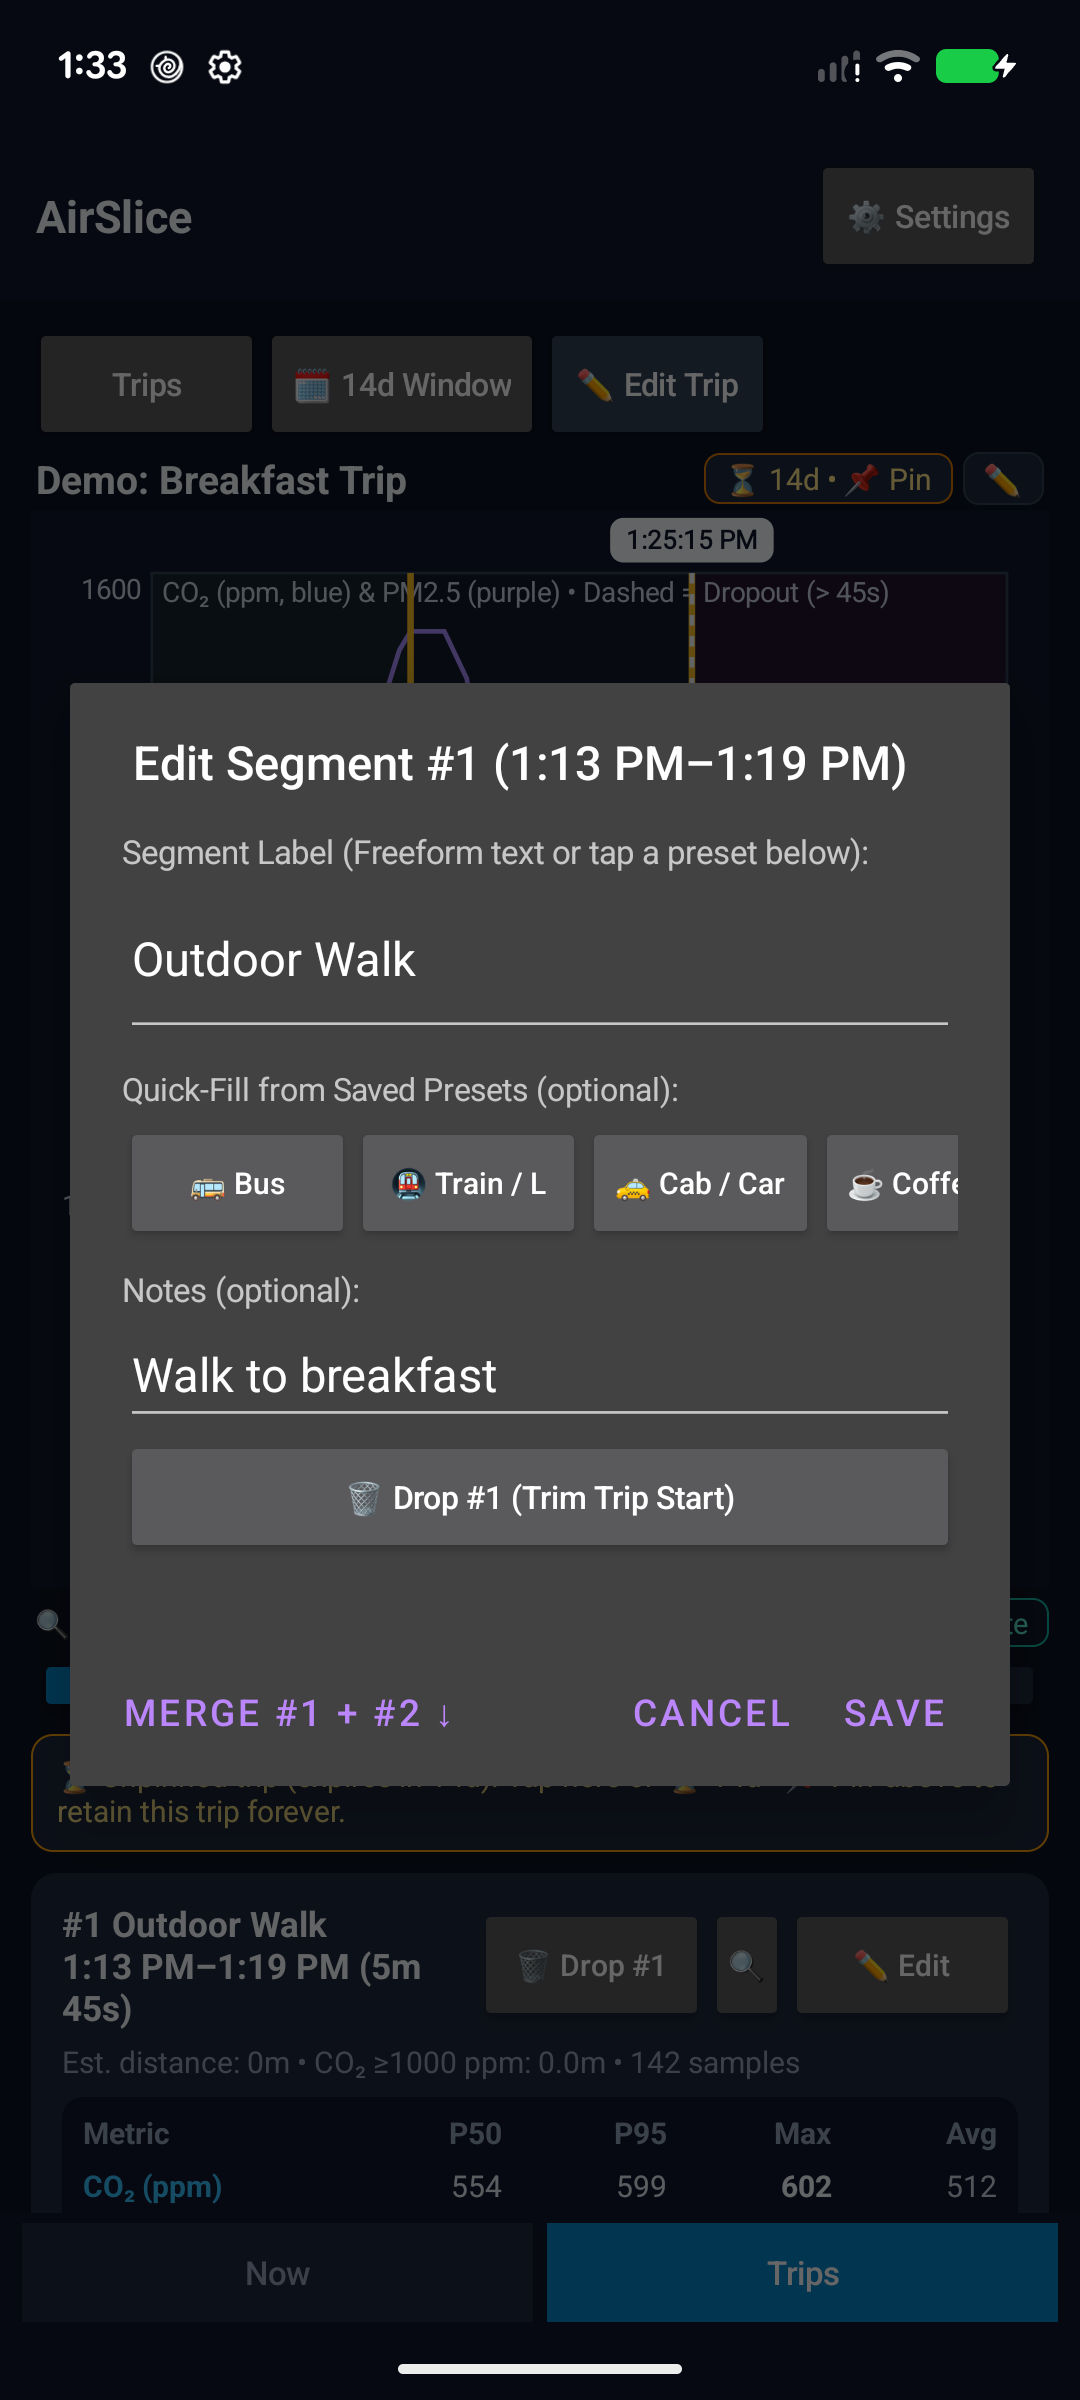 1:33
AirSlice
⚙️ Settings
Trips
🗓️ 14d Window
✏️ Edit Trip
Demo: Breakfast Trip
⏳ 14d • 📌 Pin
✏️
1:25:15 PM
1600
CO₂ (ppm, blue) & PM2.5 (purple) • Dashed = Dropout (> 45s)
Edit Segment #1 (1:13 PM–1:19 PM)
Segment Label (Freeform text or tap a preset below):
Outdoor Walk
Quick-Fill from Saved Presets (optional):
🚌 Bus
🚇 Train / L
🚕 Cab / Car
☕ Coffe
Notes (optional):
Walk to breakfast
🗑️ Drop #1 (Trim Trip Start)
MERGE #1 + #2 ↓
CANCEL
SAVE
retain this trip forever.
#1 Outdoor Walk
1:13 PM–1:19 PM (5m
45s)
🗑️ Drop #1
🔍
✏️ Edit
Est. distance: 0m • CO₂ ≥1000 ppm: 0.0m • 142 samples
Metric P50 P95 Max Avg
CO₂ (ppm) 554 599 602 512
Now
Trips